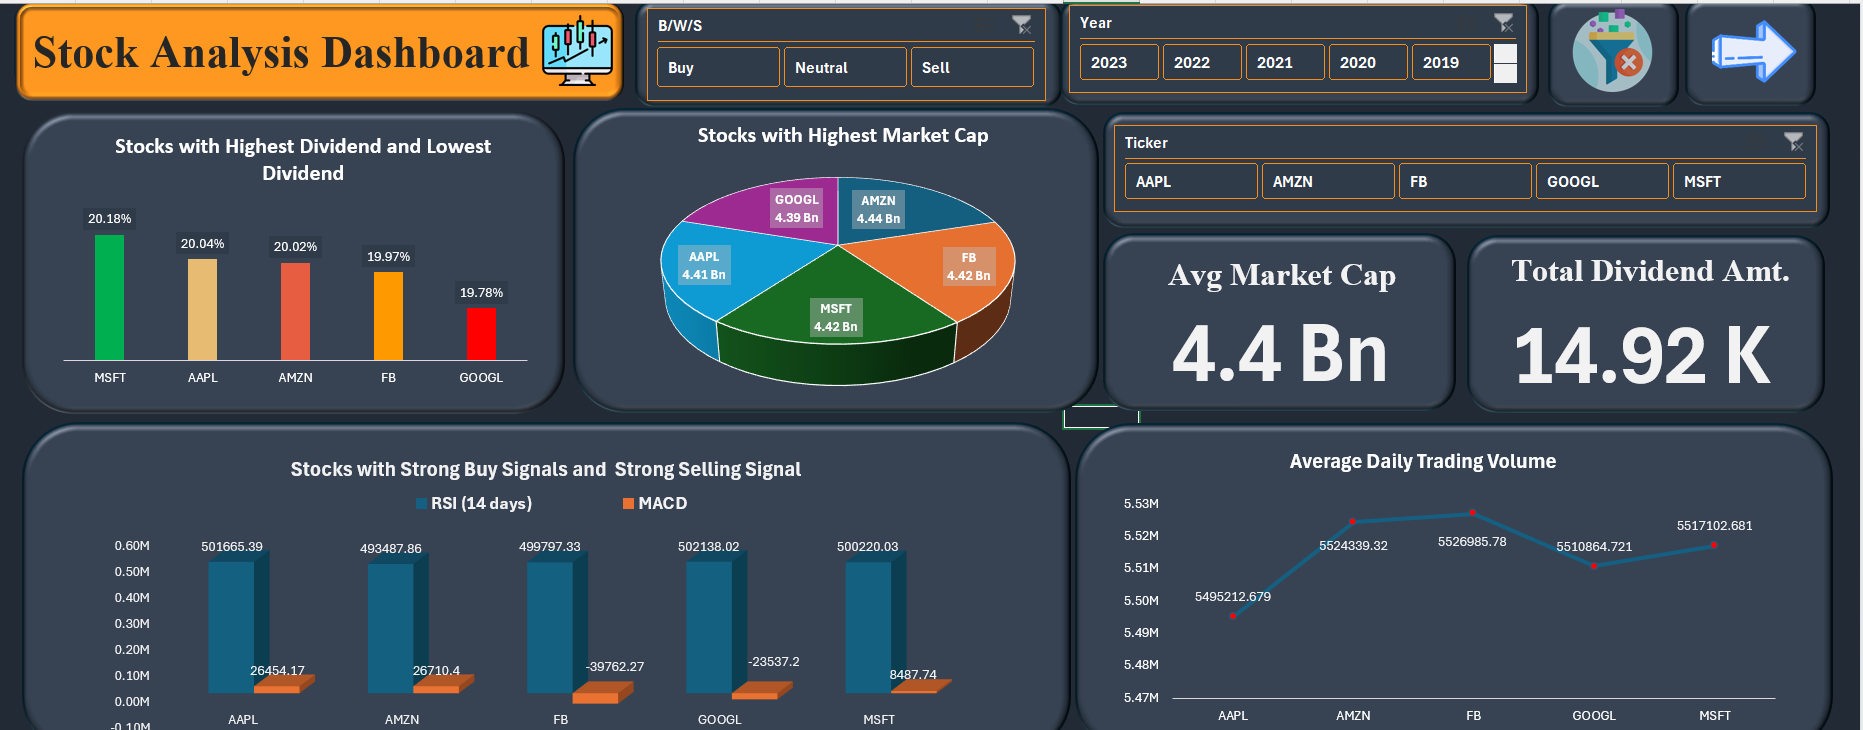 Stock Analysis Dashboard
B/W/S
Buy
Neutral
Sell
Year
2023
2022
2021
2020
2019
Stocks with Highest Dividend and Lowest
Dividend
20.18%
20.04%
20.02%
19.97%
19.78%
MSFT
AAPL
AMZN
FB
GOOGL
Stocks with Highest Market Cap
GOOGL
4.39 Bn
AMZN
4.44 Bn
AAPL
4.41 Bn
FB
4.42 Bn
MSFT
4.42 Bn
Ticker
AAPL
AMZN
FB
GOOGL
MSFT
Avg Market Cap
4.4 Bn
Total Dividend Amt.
14.92 K
Stocks with Strong Buy Signals and  Strong Selling Signal
RSI (14 days)
MACD
0.60M
0.50M
0.40M
0.30M
0.20M
0.10M
0.00M
-0.10M
501665.39
493487.86
499797.33
502138.02
500220.03
26454.17
26710.4
-39762.27
-23537.2
8487.74
AAPL
AMZN
FB
GOOGL
MSFT
Average Daily Trading Volume
5.53M
5.52M
5.51M
5.50M
5.49M
5.48M
5.47M
5495212.679
5524339.32
5526985.78
5510864.721
5517102.681
AAPL
AMZN
FB
GOOGL
MSFT